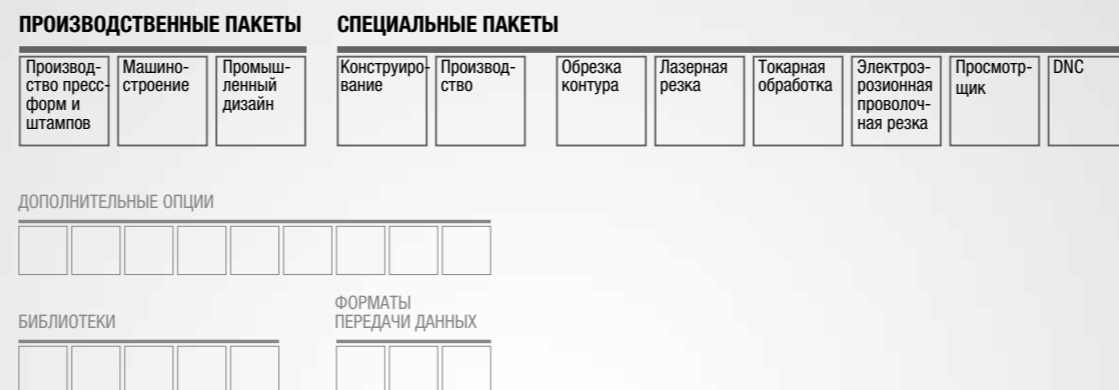 ПРОИЗВОДСТВЕННЫЕ ПАКЕТЫ
Производ-
ство пресс-
форм и
штампов
Машино-
строение
Промыш-
ленный
дизайн
СПЕЦИАЛЬНЫЕ ПАКЕТЫ
Конструиро-
вание
Производ-
ство
Обрезка
контура
Лазерная
резка
Токарная
обработка
Электроэ-
розионная
проволоч-
ная резка
Просмотр-
щик
DNC
ДОПОЛНИТЕЛЬНЫЕ ОПЦИИ
БИБЛИОТЕКИ
ФОРМАТЫ
ПЕРЕДАЧИ ДАННЫХ